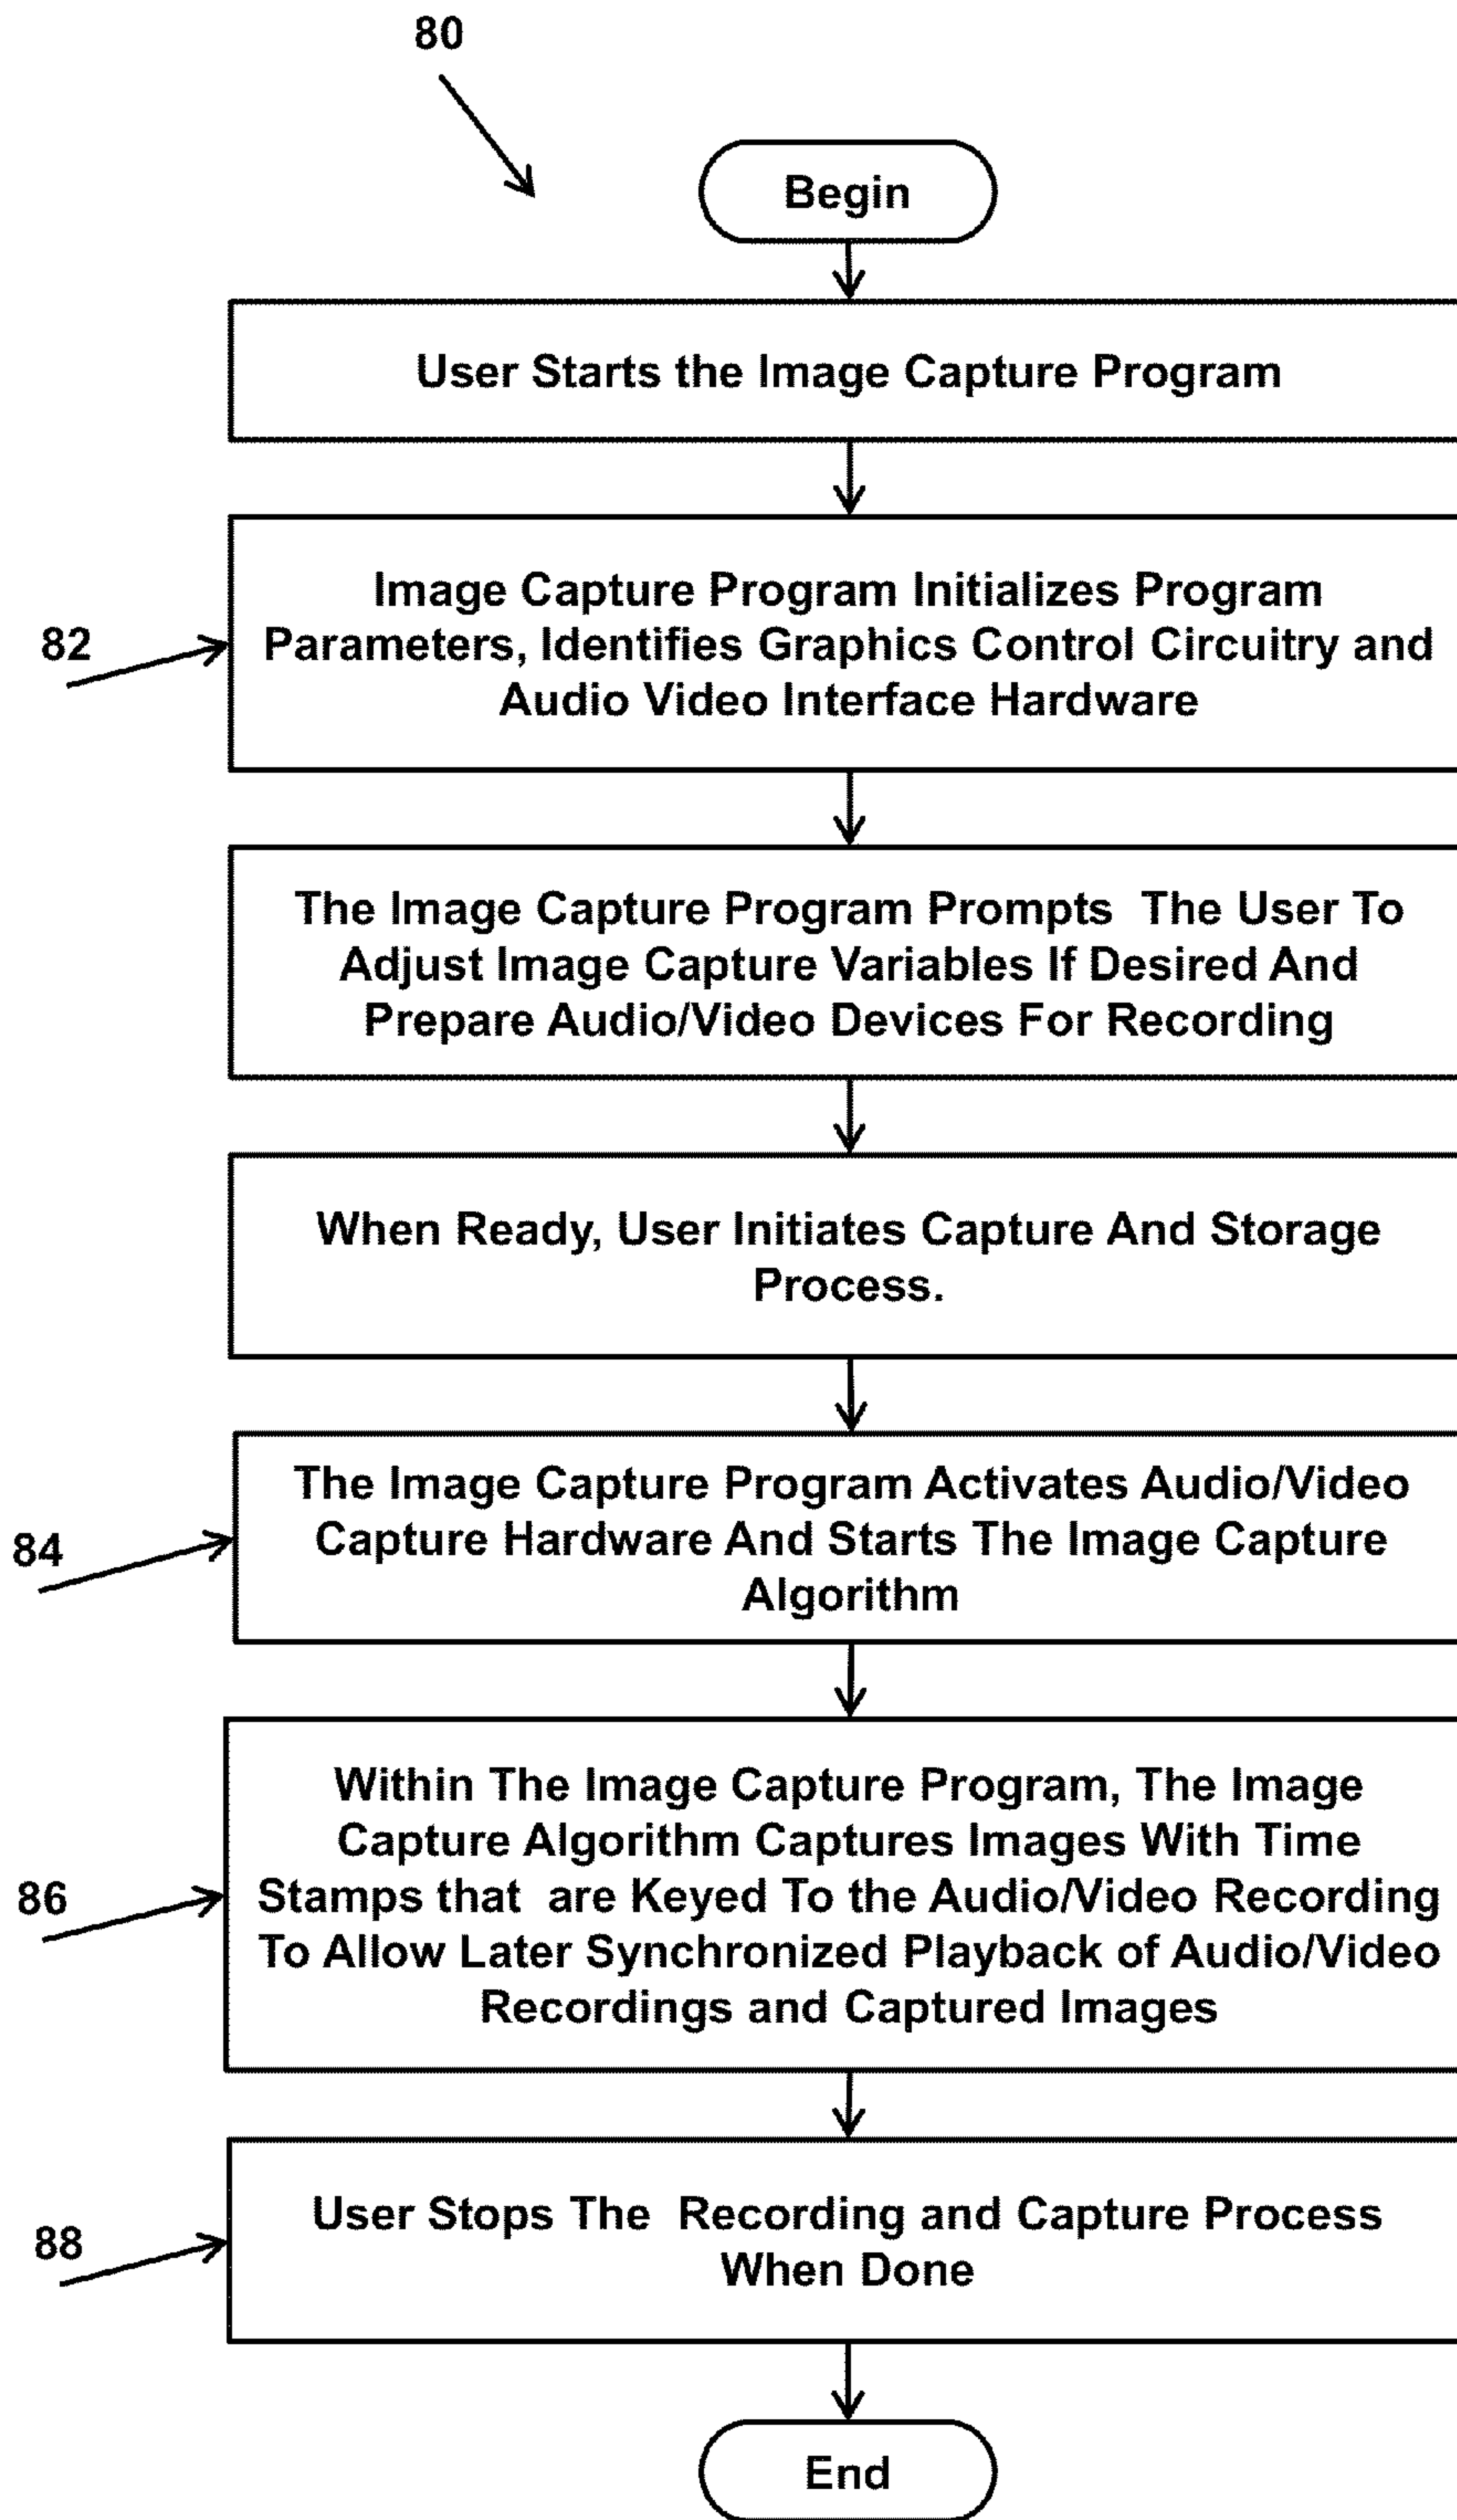 80
Begin
User Starts the Image Capture Program
82
Image Capture Program Initializes Program
Parameters, Identifies Graphics Control Circuitry and
Audio Video Interface Hardware
The Image Capture Program Prompts  The User To
Adjust Image Capture Variables If Desired And
Prepare Audio/Video Devices For Recording
When Ready, User Initiates Capture And Storage
Process.
84
The Image Capture Program Activates Audio/Video
Capture Hardware And Starts The Image Capture
Algorithm
86
Within The Image Capture Program, The Image
Capture Algorithm Captures Images With Time
Stamps that  are Keyed To the Audio/Video Recording
To Allow Later Synchronized Playback of Audio/Video
Recordings and Captured Images
88
User Stops The  Recording and Capture Process
When Done
End